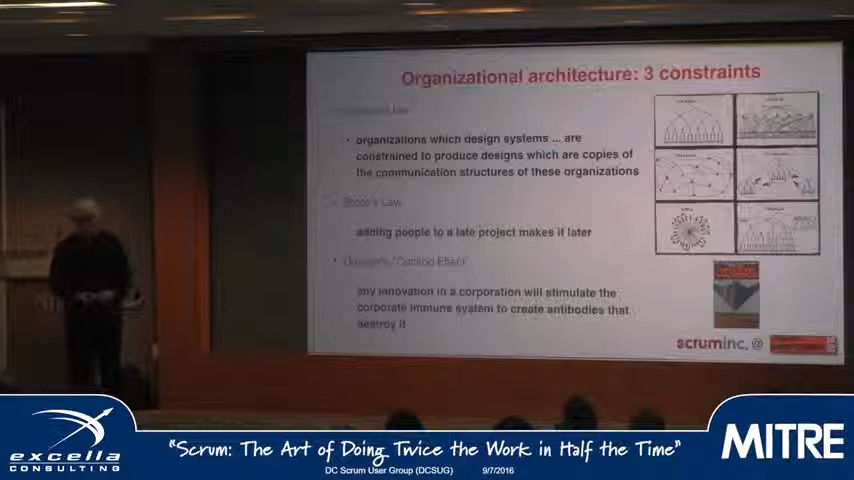 Organizational architecture: 3 constraints
organizations which design systems ... are
constrained to produce designs which are copies of
the communication structures of these organizations
Law
adding people to a late project makes it later
any innovation in a corporation will stimulate the
corporate immune system to create antibodies that
destroy it
scruminc.@
excella
CONSULTING
"Scrum: The Art of Doing Twice the Work in Half the Time"
DC Scrum User Group (DCSUG) 9/7/2016
MITRE